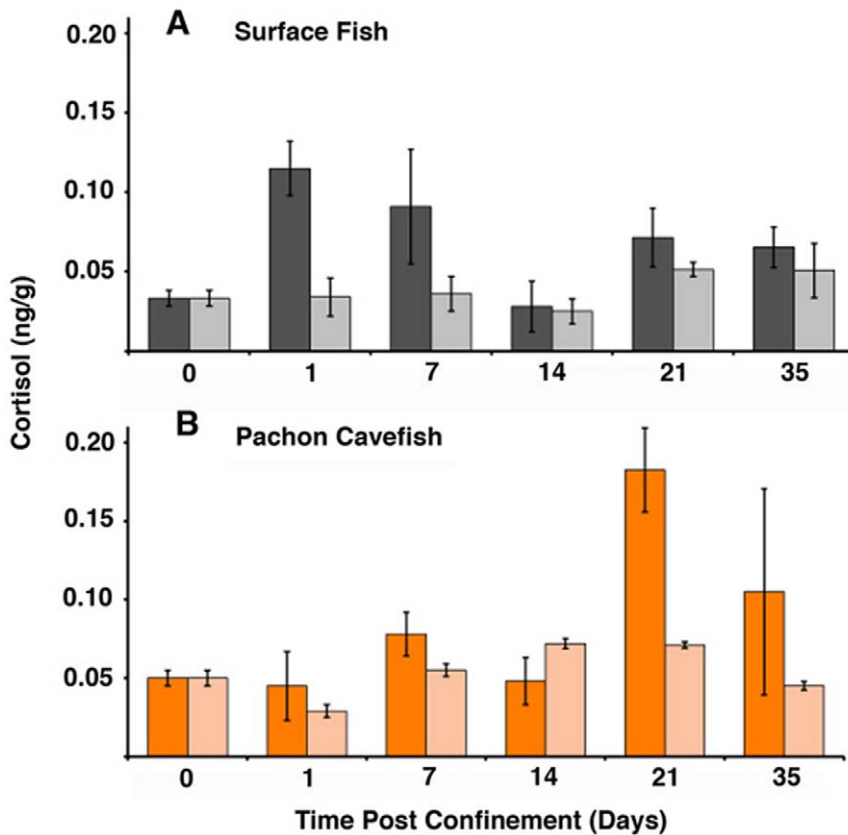 A Surface Fish
0.20
0.15
0.10
0.05
0 1 7 14 21 35
Cortisol (ng/g)
B Pachon Cavefish
0.20
0.15
0.10
0.05
0 1 7 14 21 35
Time Post Confinement (Days)